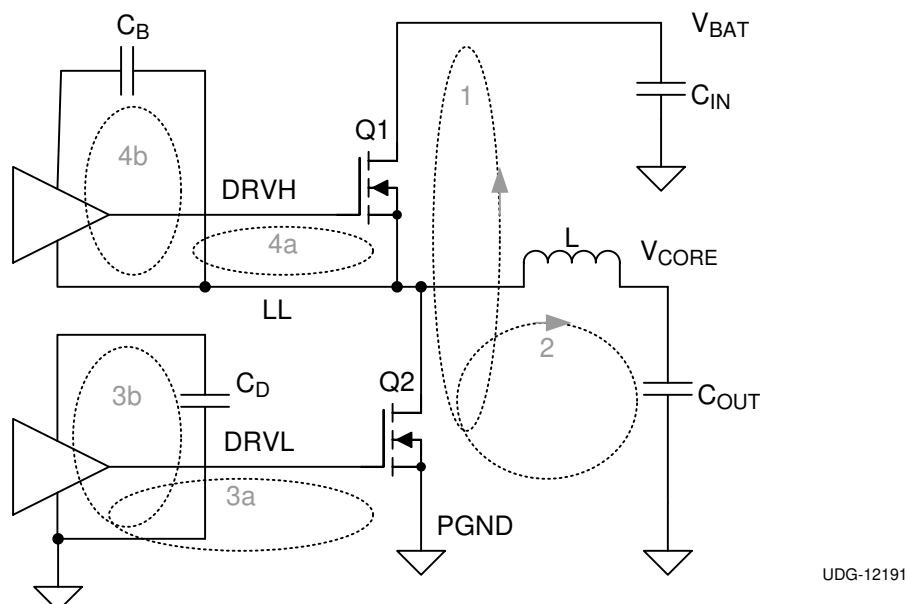 C_B
V_BAT
1
C_IN
Q1
4b
DRVH
4a
L
V_CORE
LL
2
Q2
3b
C_D
C_OUT
DRVL
3a
PGND
UDG-12191